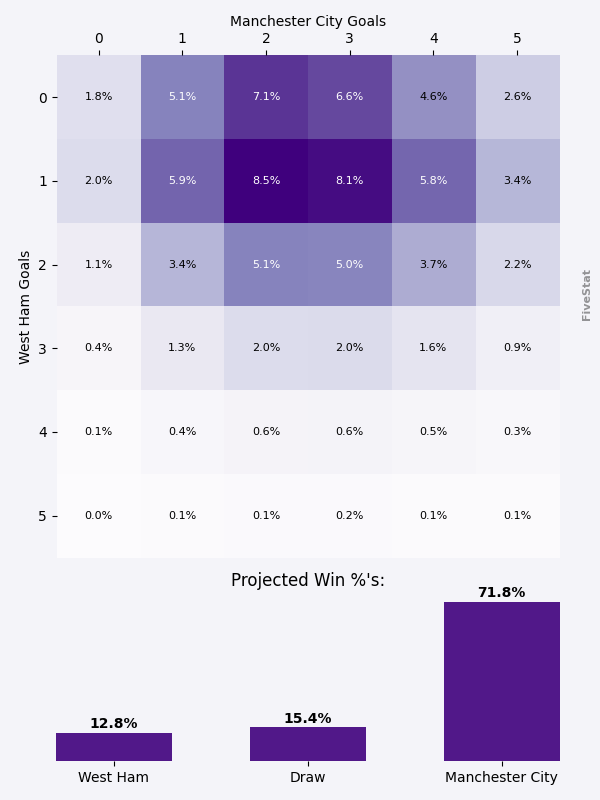 Manchester City Goals
0 1 2 3 4 5
0 1.8% 5.1% 7.1% 6.6% 4.6% 2.6%
1 2.0% 5.9% 8.5% 8.1% 5.8% 3.4%
2 1.1% 3.4% 5.1% 5.0% 3.7% 2.2%
3 0.4% 1.3% 2.0% 2.0% 1.6% 0.9%
4 0.1% 0.4% 0.6% 0.6% 0.5% 0.3%
5 0.0% 0.1% 0.1% 0.2% 0.1% 0.1%
West Ham Goals
FiveStat
Projected Win %'s:
12.8% 15.4% 71.8%
West Ham Draw Manchester City